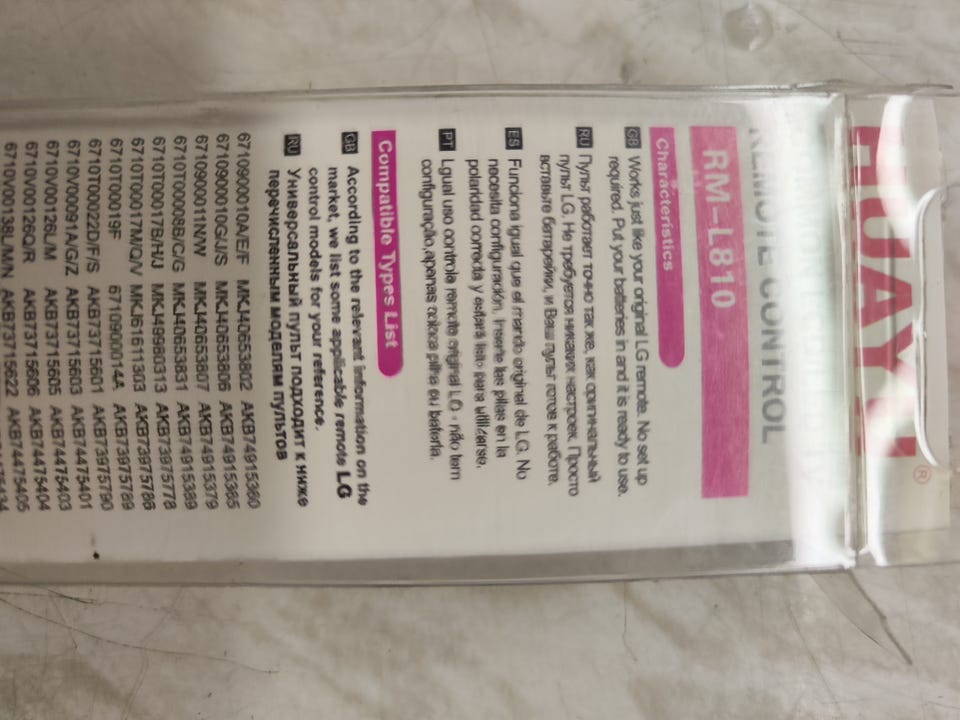 HUAYU®
REMOTE CONTROL
RM-L810
Characteristics
GB Works just like your original LG remote. No set up
required. Put your batteries in and it is ready to use.
RU Пульт работает точно так же, как оригинальный
пульт LG. Не требуется никаких настроек. Просто
вставьте батарейки, и Ваш пульт готов к работе.
ES Funciona igual que el mando original de LG. No
necesita configuración. Inserte las pilas en la
polaridad correcta y estará listo para utilizarse.
PT Lgual uso controle remoto original LG - não tem
configuração, apenas coloca pilha eu bateria.
Compatible Types List
GB According to the relevant information on the
market, we list some applicable remote LG
control models for your reference.
RU Универсальный пульт подходит к ниже
перечисленным моделям пультов
6710900010A/E/F MKJ40653802 AKB74915360
6710900010G/J/S MKJ40653806 AKB74915365
6710900011N/W MKJ40653807 AKB74915379
6710T00008B/C/G MKJ40653831 AKB74915389
6710T00017B/H/J MKJ49980313 AKB73975778
6710T00017M/Q/V MKJ61611303 AKB73975786
6710T00019F 6710900014A AKB73975789
6710T00022D/F/S AKB73715601 AKB73975790
6710V00091A/G/Z AKB73715603 AKB74475401
6710V00126L/M AKB73715605 AKB74475403
6710V00126Q/R AKB73715606 AKB74475404
6710V00138L/M/N AKB73715622 AKB74475405